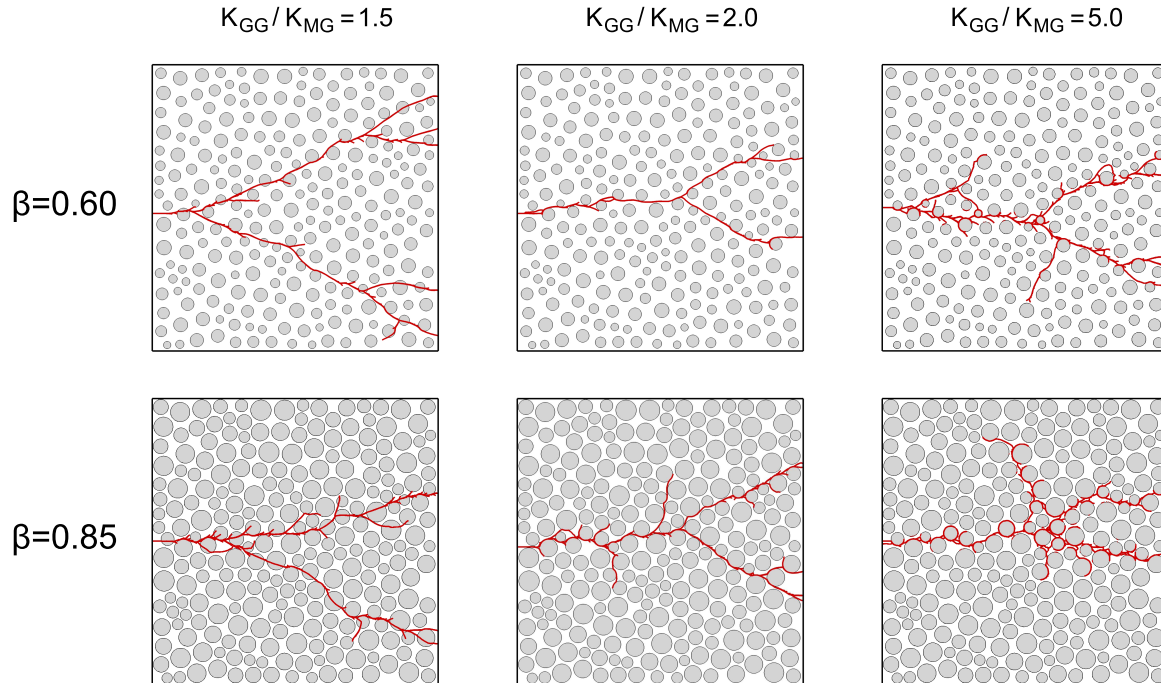 K_GG / K_MG = 1.5
K_GG / K_MG = 2.0
K_GG / K_MG = 5.0
β=0.60
β=0.85